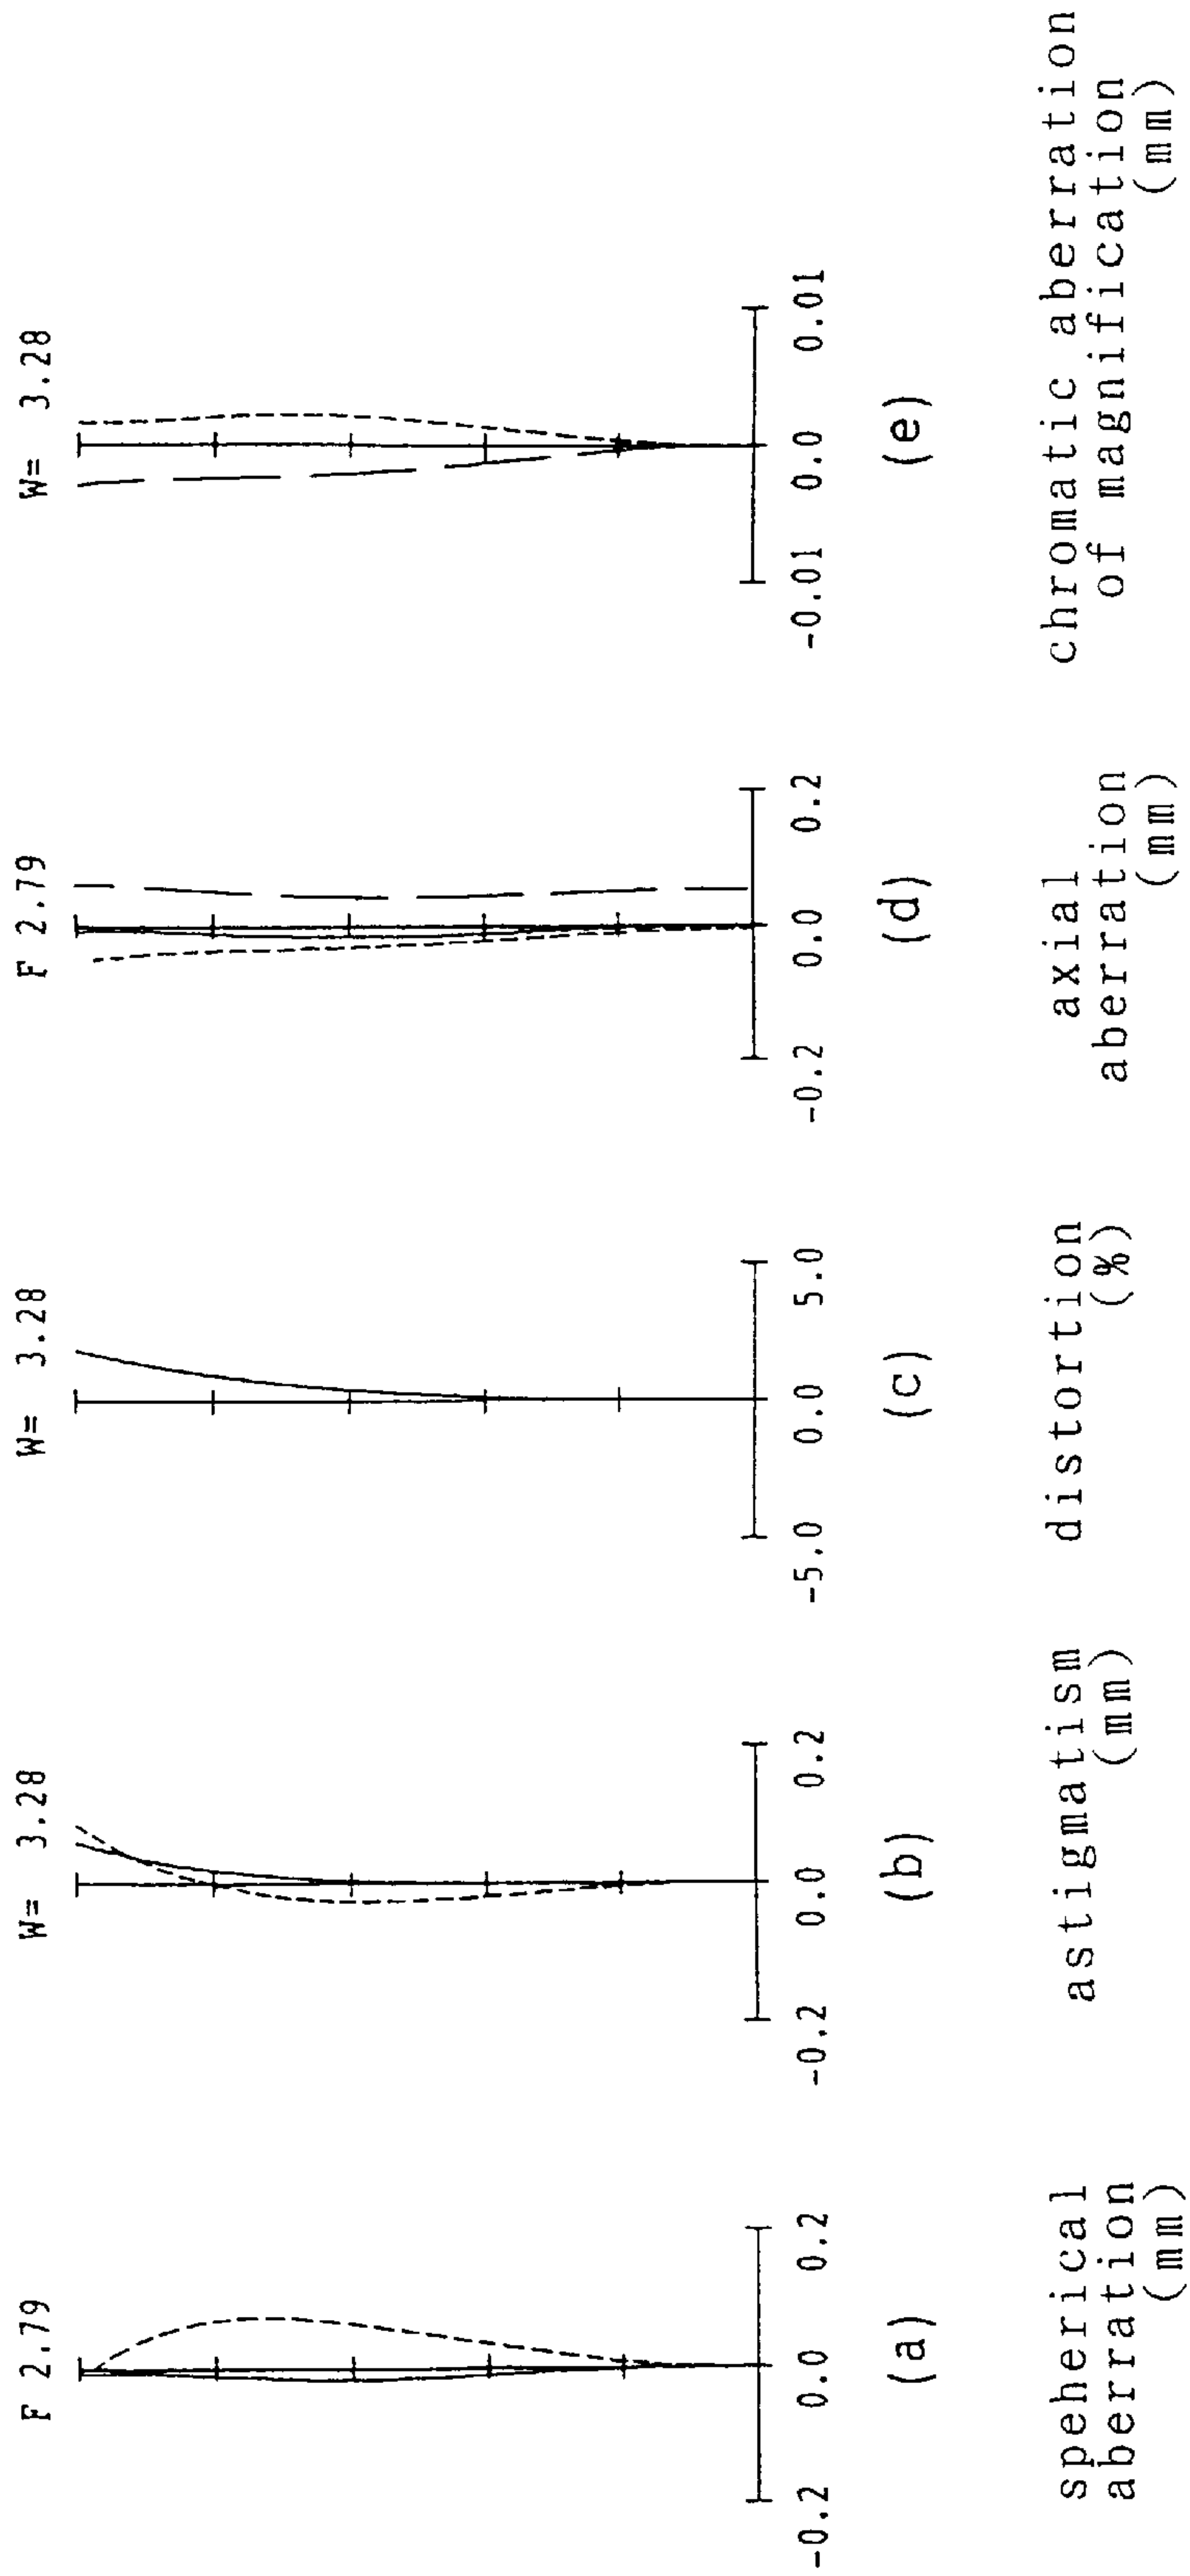 F 2.79
-0.2 0.0 0.2
(a)
speherical
aberration
(mm)
W= 3.28
-0.2 0.0 0.2
(b)
astigmatism
(mm)
W= 3.28
-5.0 0.0 5.0
(c)
distortion
(%)
F 2.79
-0.2 0.0 0.2
(d)
axial
aberration
(mm)
W= 3.28
-0.01 0.0 0.01
(e)
chromatic aberration
of magnification
(mm)